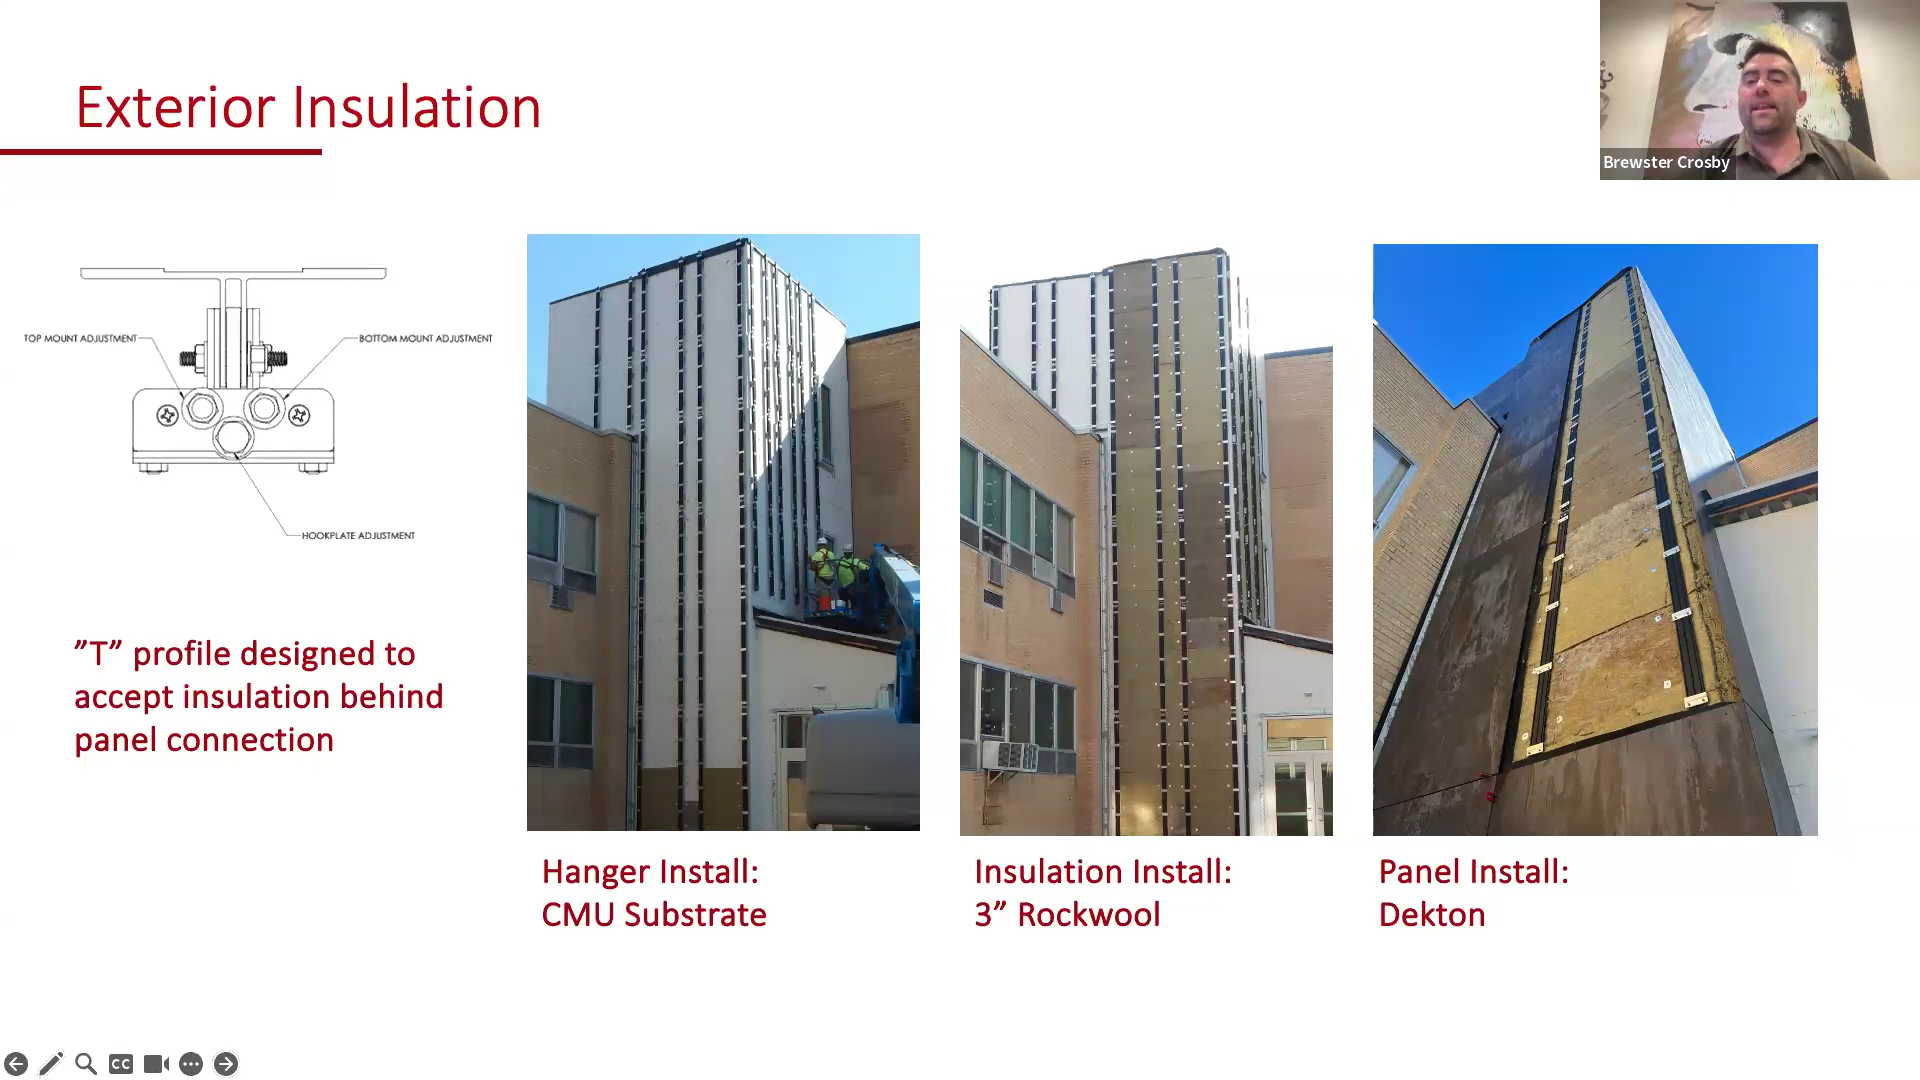 Exterior Insulation
Brewster Crosby
TOP MOUNT ADJUSTMENT
BOTTOM MOUNT ADJUSTMENT
HOOKPLATE ADJUSTMENT
”T” profile designed to
accept insulation behind
panel connection
Hanger Install:
CMU Substrate
Insulation Install:
3” Rockwool
Panel Install:
Dekton
CC